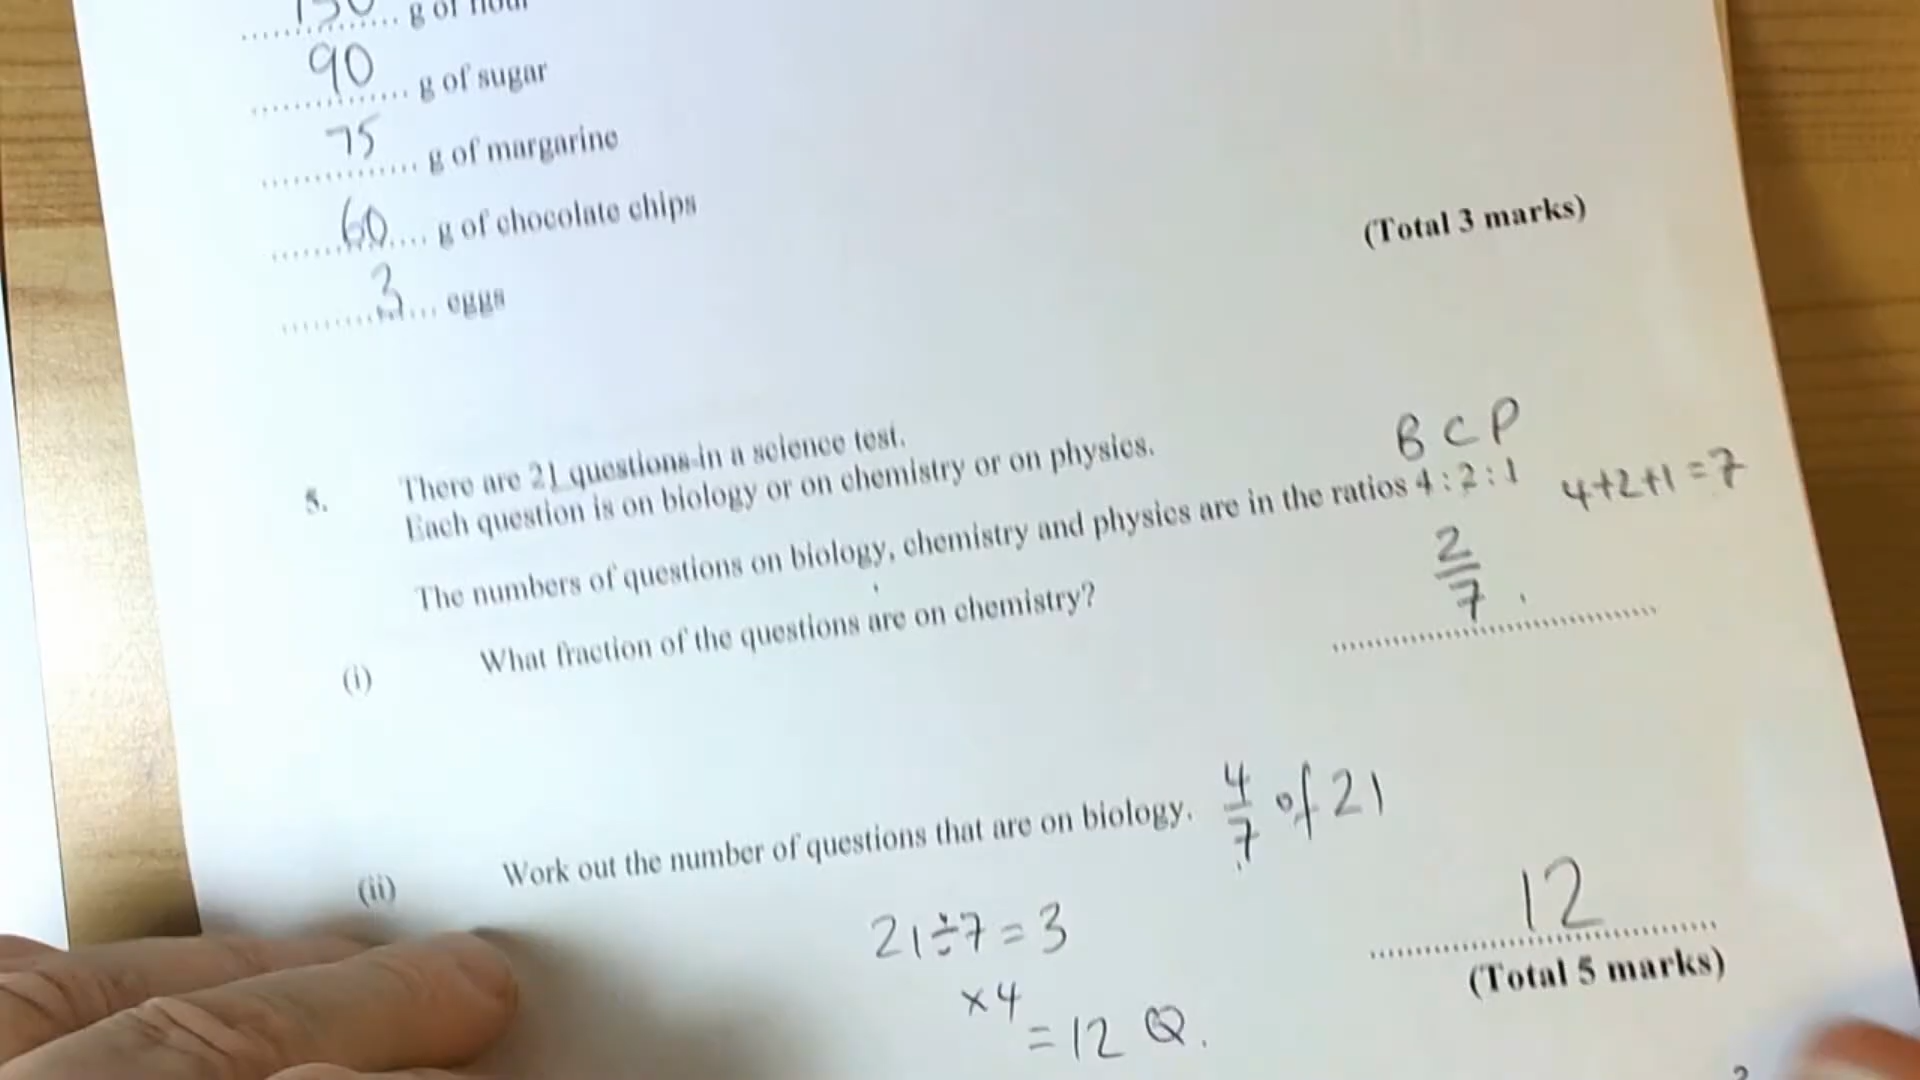 g of flour
90 g of sugar
75 g of margarine
60 g of chocolate chips
3 eggs
(Total 3 marks)
5. There are 21 questions in a science test.
Each question is on biology or on chemistry or on physics.
B C P
The numbers of questions on biology, chemistry and physics are in the ratios 4 : 2 : 1
4+2+1=7
(i) What fraction of the questions are on chemistry?
2
7
(ii) Work out the number of questions that are on biology.
4/7 of 21
21÷7=3
×4
=12 Q.
12
(Total 5 marks)